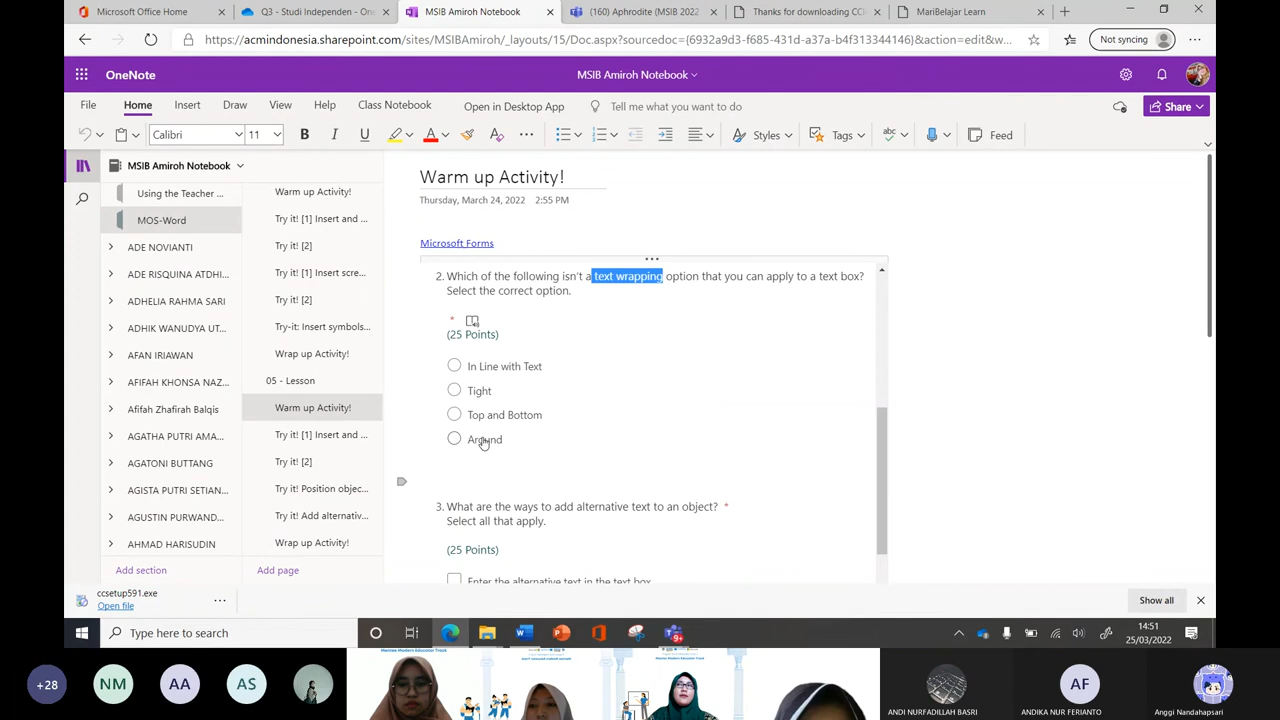 Microsoft Office Home
Q3 - Studi Independen - One
MSIB Amiroh Notebook
(160) Aphrodite (MSIB 2022
Thanks for downloading CCle
MariBelajar Learn
https://acmindonesia.sharepoint.com/sites/MSIBAmiroh/_layouts/15/Doc.aspx?sourcedoc={6932a9d3-f685-431d-a37a-b4f313344146}&action=edit&w...
Not syncing
OneNote
MSIB Amiroh Notebook
File Home Insert Draw View Help Class Notebook Open in Desktop App Tell me what you want to do
Share
Calibri 11 B I U A Styles Tags abc Feed
MSIB Amiroh Notebook
Using the Teacher ...
MOS-Word
ADE NOVIANTI
ADE RISQUINA ATDHI...
ADHELIA RAHMA SARI
ADHIK WANUDYA UT...
AFAN IRIAWAN
AFIFAH KHONSA NAZ...
Afifah Zhafirah Balqis
AGATHA PUTRI AMA...
AGATONI BUTTANG
AGISTA PUTRI SETIAN...
AGUSTIN PURWAND...
AHMAD HARISUDIN
Add section
Warm up Activity!
Try it! [1] Insert and ...
Try it! [2]
Try it! [1] Insert scre...
Try it! [2]
Try-it: Insert symbols...
Wrap up Activity!
05 - Lesson
Warm up Activity!
Try it! [1] Insert and ...
Try it! [2]
Try it! Position objec...
Try it! Add alternativ...
Wrap up Activity!
Add page
Warm up Activity!
Thursday, March 24, 2022 2:55 PM
Microsoft Forms
2. Which of the following isn't a text wrapping option that you can apply to a text box?
Select the correct option.
*
(25 Points)
In Line with Text
Tight
Top and Bottom
Around
3. What are the ways to add alternative text to an object? *
Select all that apply.
(25 Points)
Enter the alternative text in the text box
ccsetup591.exe
Open file
Show all
Type here to search
9+
14:51
25/03/2022
+28
NM
AA
AS
ANDI NURFADILLAH BASRI
AF
ANDIKA NUR FERIANTO
Anggi Nandahapsari